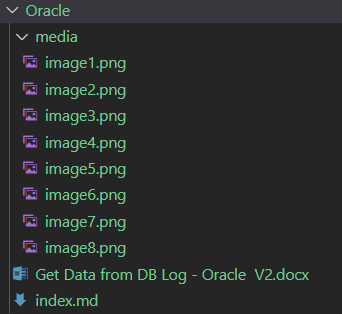 Oracle
media
image1.png
image2.png
image3.png
image4.png
image5.png
image6.png
image7.png
image8.png
Get Data from DB Log - Oracle  V2.docx
index.md